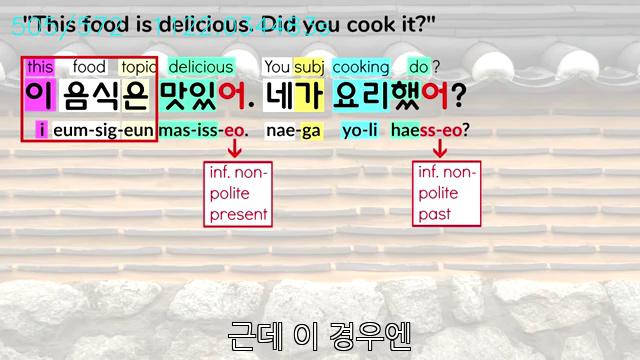 "This food is delicious. Did you cook it?"
this food topic delicious You subj cooking do?
이 음식은 맛있어. 네가 요리했어?
i eum-sig-eun mas-iss-eo. nae-ga yo-li haess-eo?
inf. non-
polite
present
inf. non-
polite
past
근데 이 경우엔